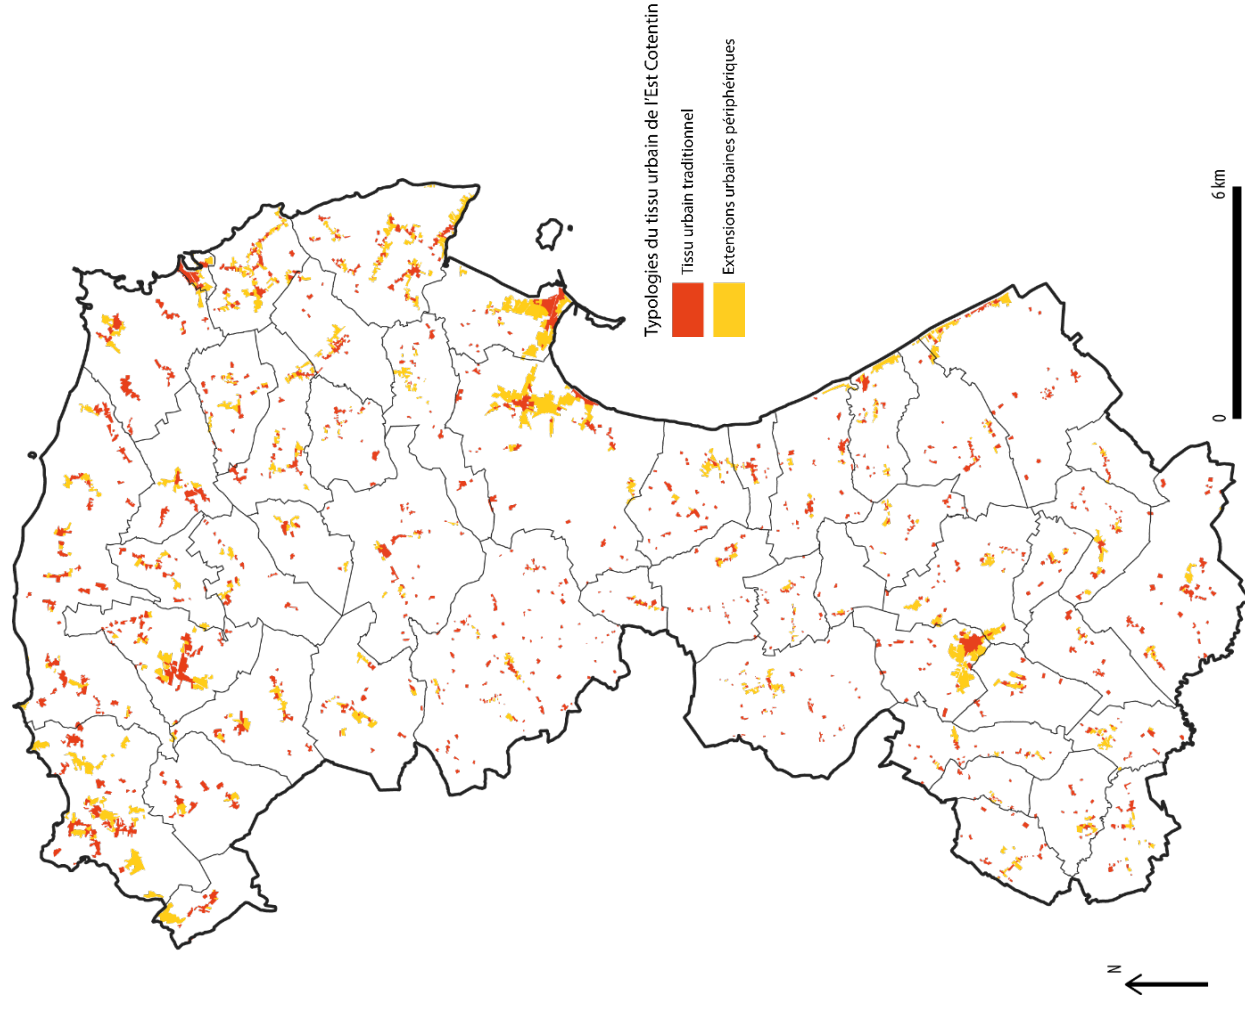 Typologies du tissu urbain de l'Est Cotentin
Tissu urbain traditionnel
Extensions urbaines périphériques
0
6 km
N